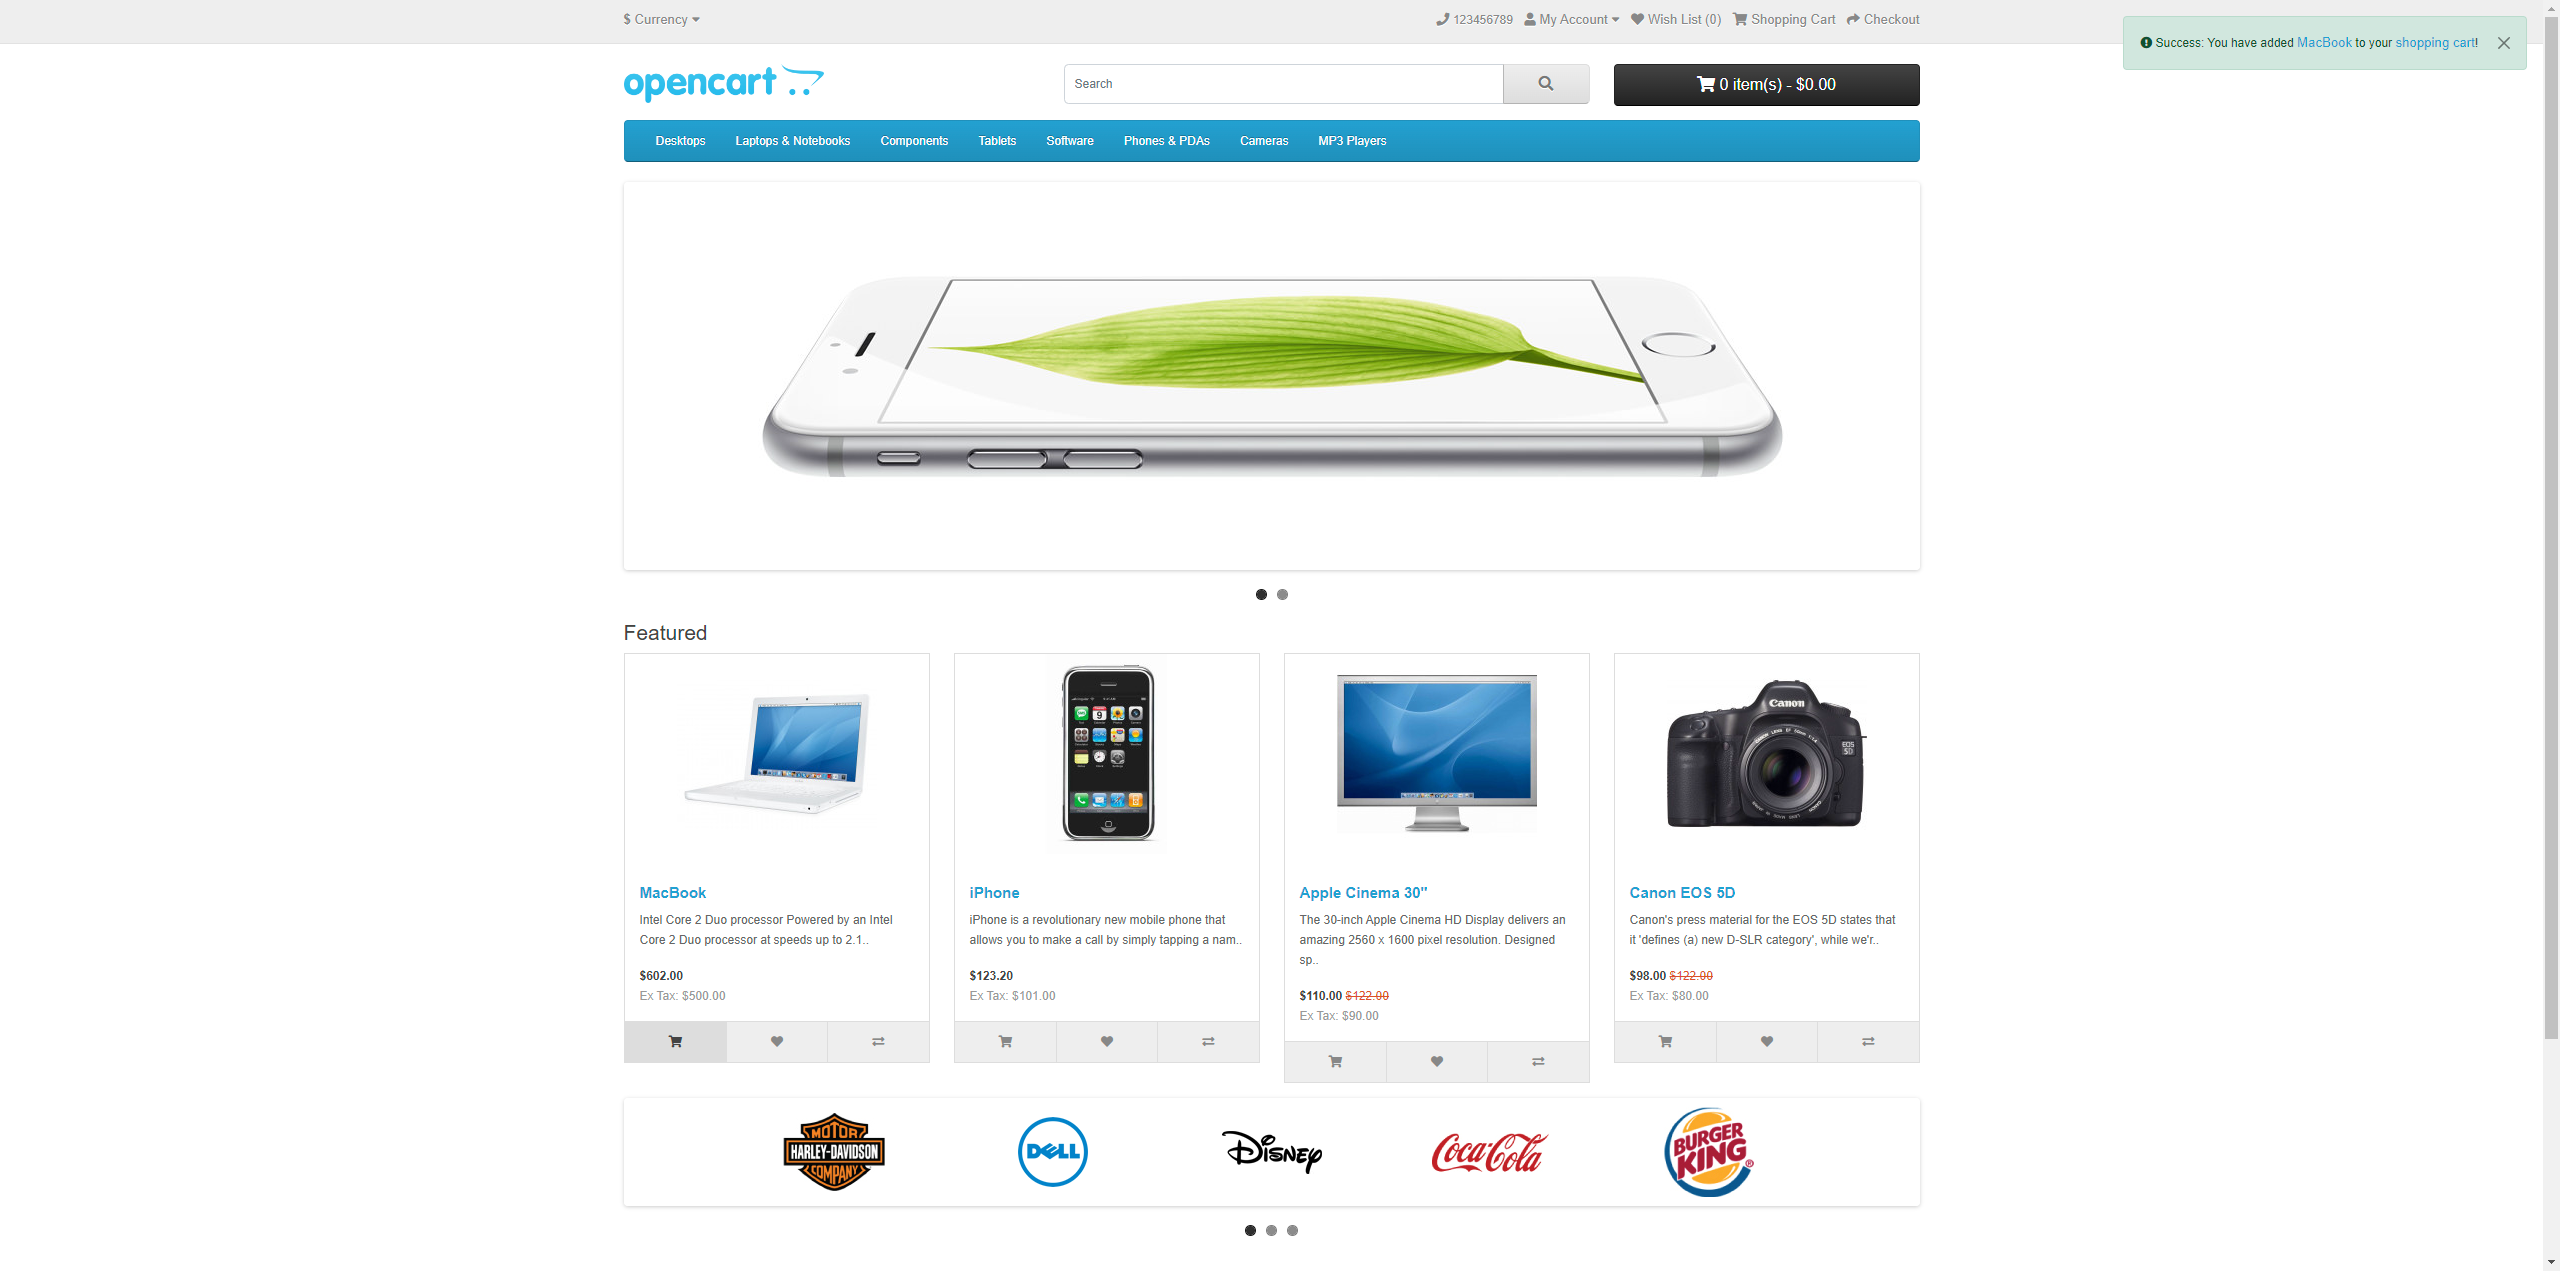 $ Currency
123456789 My Account Wish List (0) Shopping Cart Checkout
Success: You have added MacBook to your shopping cart!
opencart
Search
0 item(s) - $0.00
Desktops Laptops & Notebooks Components Tablets Software Phones & PDAs Cameras MP3 Players
Featured
Canon
EOS
5D
MacBook
Intel Core 2 Duo processor Powered by an Intel
Core 2 Duo processor at speeds up to 2.1..
$602.00
Ex Tax: $500.00
iPhone
iPhone is a revolutionary new mobile phone that
allows you to make a call by simply tapping a nam..
$123.20
Ex Tax: $101.00
Apple Cinema 30"
The 30-inch Apple Cinema HD Display delivers an
amazing 2560 x 1600 pixel resolution. Designed
sp..
$110.00 $122.00
Ex Tax: $90.00
Canon EOS 5D
Canon's press material for the EOS 5D states that
it 'defines (a) new D-SLR category', while we'r..
$98.00 $122.00
Ex Tax: $80.00
MOTOR
HARLEY-DAVIDSON
COMPANY
DELL
Disney
Coca-Cola
BURGER
KING®